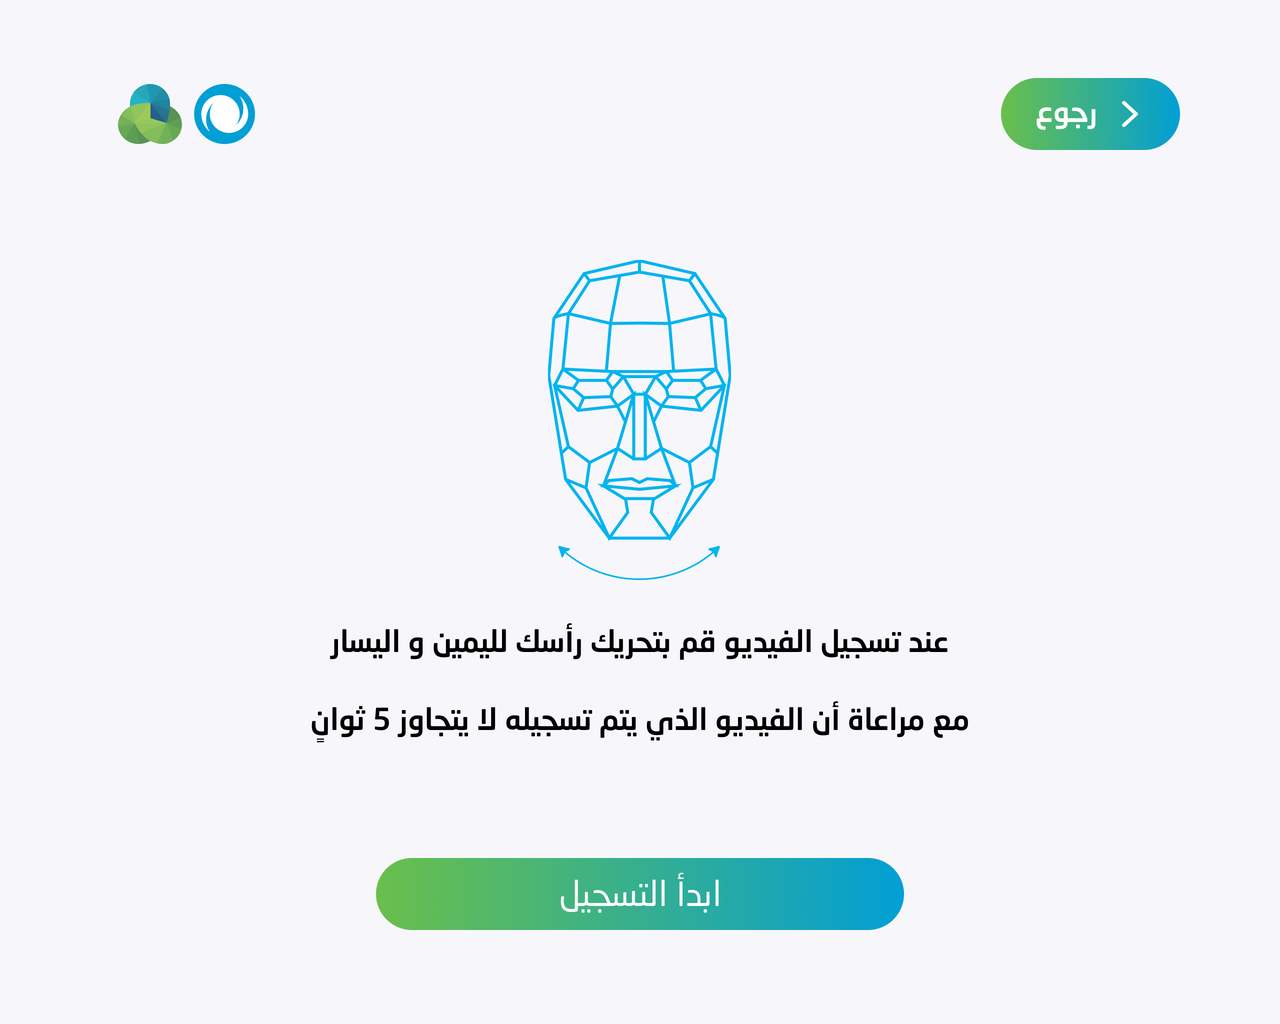 رجوع
عند تسجيل الفيديو قم بتحريك رأسك لليمين و اليسار
مع مراعاة أن الفيديو الذي يتم تسجيله لا يتجاوز 5 ثوانٍ
ابدأ التسجيل